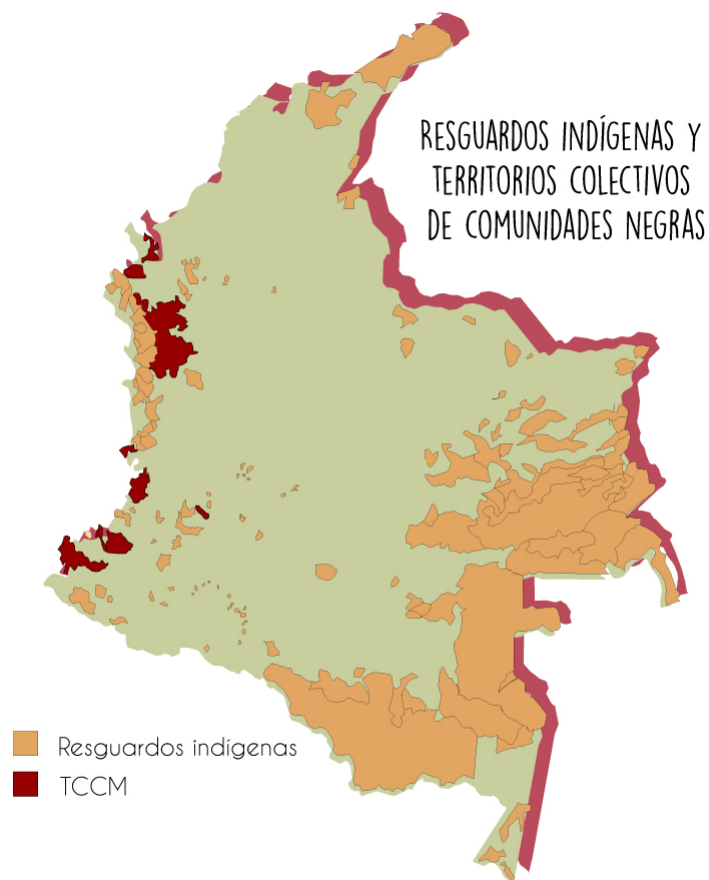 RESGUARDOS INDÍGENAS Y
TERRITORIOS COLECTIVOS
DE COMUNIDADES NEGRAS
Resguardos indígenas
TCCM